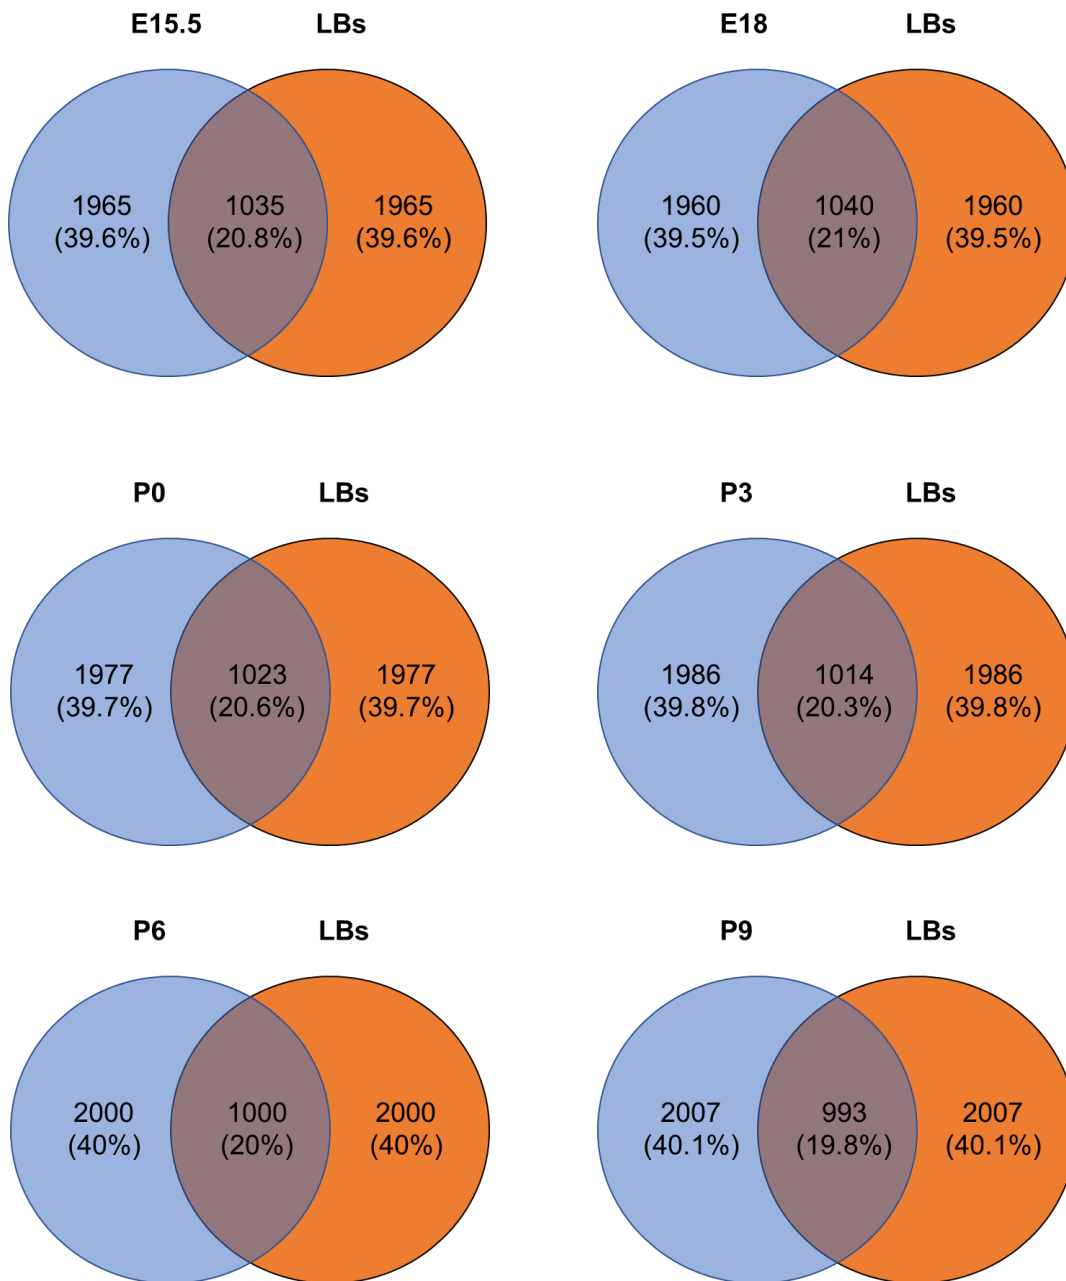 E15.5 LBs
1965 1035 1965
(39.6%) (20.8%) (39.6%)
E18 LBs
1960 1040 1960
(39.5%) (21%) (39.5%)
P0 LBs
1977 1023 1977
(39.7%) (20.6%) (39.7%)
P3 LBs
1986 1014 1986
(39.8%) (20.3%) (39.8%)
P6 LBs
2000 1000 2000
(40%) (20%) (40%)
P9 LBs
2007 993 2007
(40.1%) (19.8%) (40.1%)